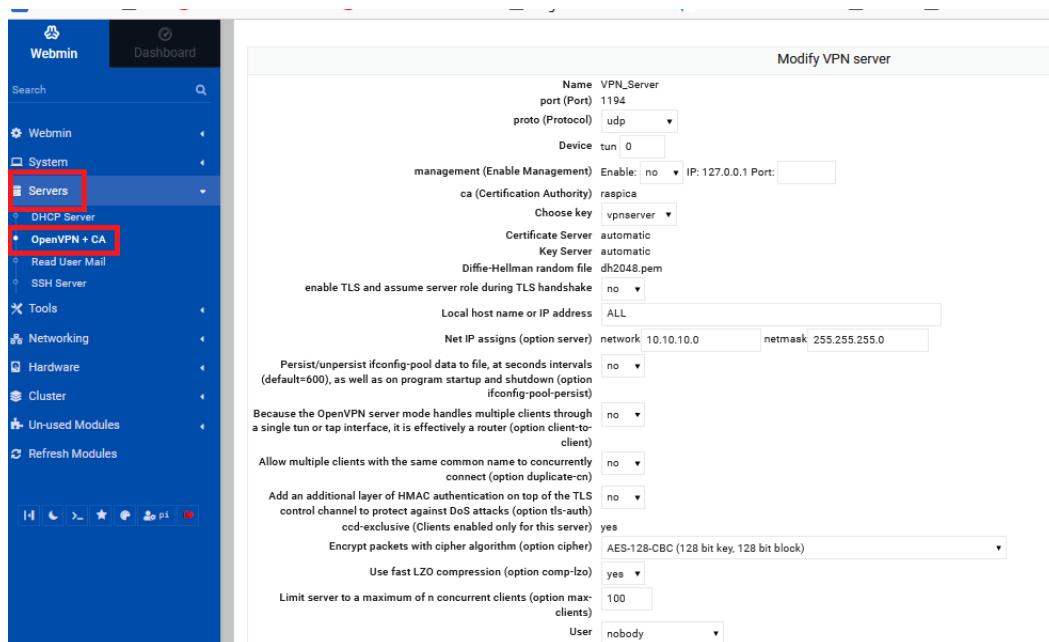 Webmin
Dashboard
Search
Webmin
System
Servers
DHCP Server
OpenVPN + CA
Read User Mail
SSH Server
Tools
Networking
Hardware
Cluster
Un-used Modules
Refresh Modules
pi
Modify VPN server
Name VPN_Server
port (Port) 1194
proto (Protocol) udp
Device tun 0
management (Enable Management) Enable: no IP: 127.0.0.1 Port:
ca (Certification Authority) raspica
Choose key vpnserver
Certificate Server automatic
Key Server automatic
Diffie-Hellman random file dh2048.pem
enable TLS and assume server role during TLS handshake no
Local host name or IP address ALL
Net IP assigns (option server) network 10.10.10.0 netmask 255.255.255.0
Persist/unpersist ifconfig-pool data to file, at seconds intervals no
(default=600), as well as on program startup and shutdown (option
ifconfig-pool-persist)
Because the OpenVPN server mode handles multiple clients through no
a single tun or tap interface, it is effectively a router (option client-to-
client)
Allow multiple clients with the same common name to concurrently no
connect (option duplicate-cn)
Add an additional layer of HMAC authentication on top of the TLS no
control channel to protect against DoS attacks (option tls-auth)
ccd-exclusive (Clients enabled only for this server) yes
Encrypt packets with cipher algorithm (option cipher) AES-128-CBC (128 bit key, 128 bit block)
Use fast LZO compression (option comp-lzo) yes
Limit server to a maximum of n concurrent clients (option max- 100
clients)
User nobody